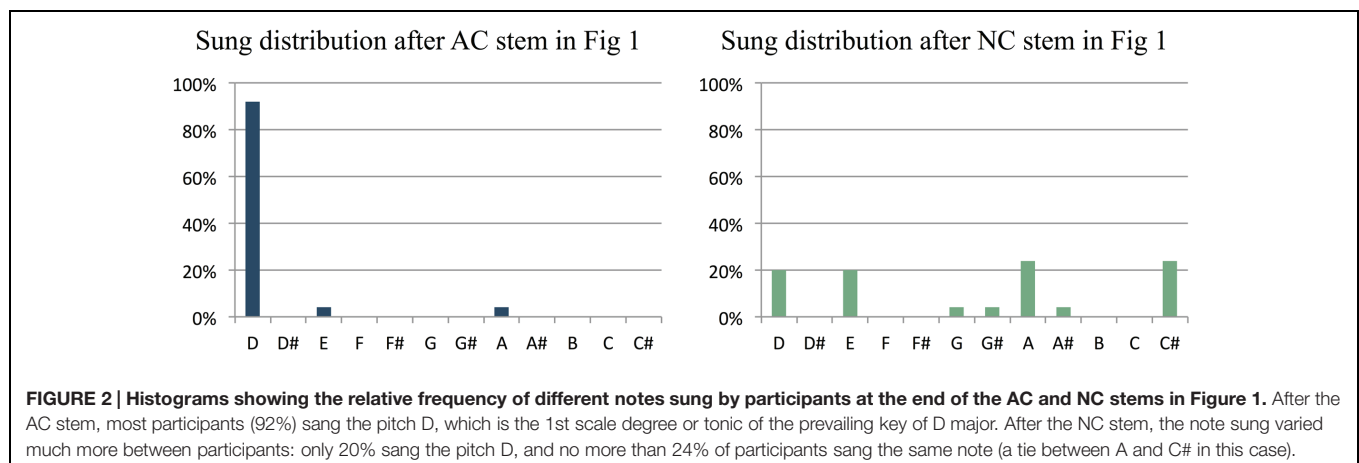 Sung distribution after AC stem in Fig 1
100%
80%
60%
40%
20%
0%
D D# E F F# G G# A A# B C C#
Sung distribution after NC stem in Fig 1
100%
80%
60%
40%
20%
0%
D D# E F F# G G# A A# B C C#
FIGURE 2 | Histograms showing the relative frequency of different notes sung by participants at the end of the AC and NC stems in Figure 1. After the
AC stem, most participants (92%) sang the pitch D, which is the 1st scale degree or tonic of the prevailing key of D major. After the NC stem, the note sung varied
much more between participants: only 20% sang the pitch D, and no more than 24% of participants sang the same note (a tie between A and C# in this case).